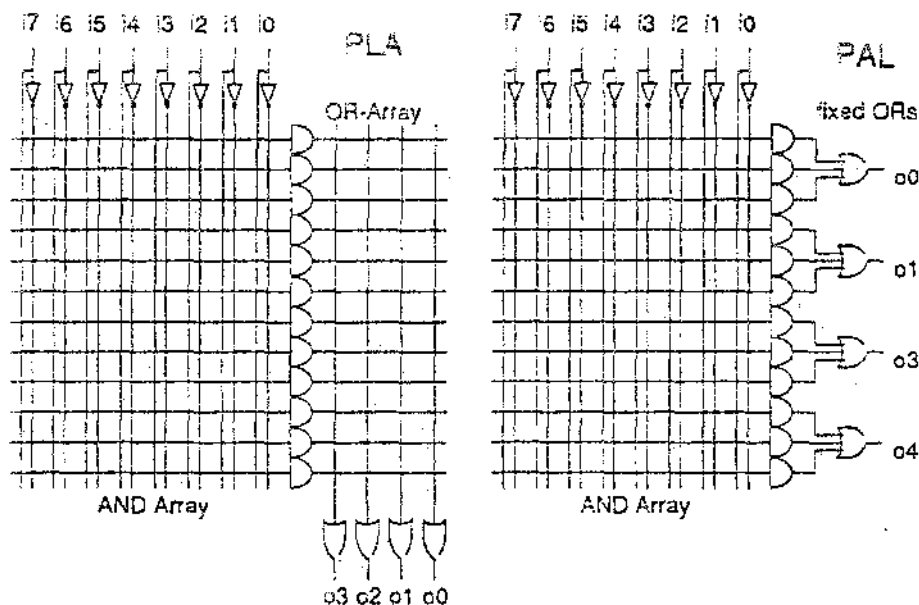 i7 i6 i5 i4 i3 i2 i1 i0
PLA
OR-Array
AND Array
o3 o2 o1 o0
i7 i6 i5 i4 i3 i2 i1 i0
PAL
fixed ORs
o0
o1
o3
o4
AND Array